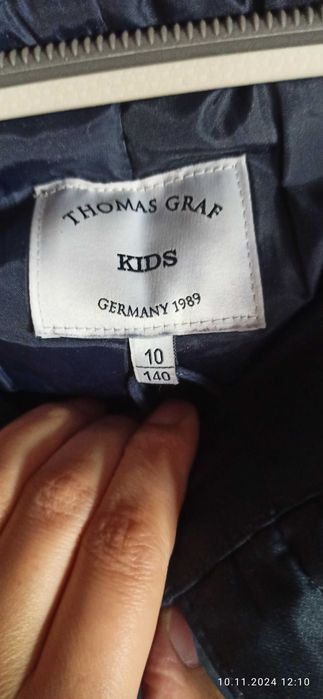 THOMAS GRAF
KIDS
GERMANY 1989
10
140
10.11.2024 12:10